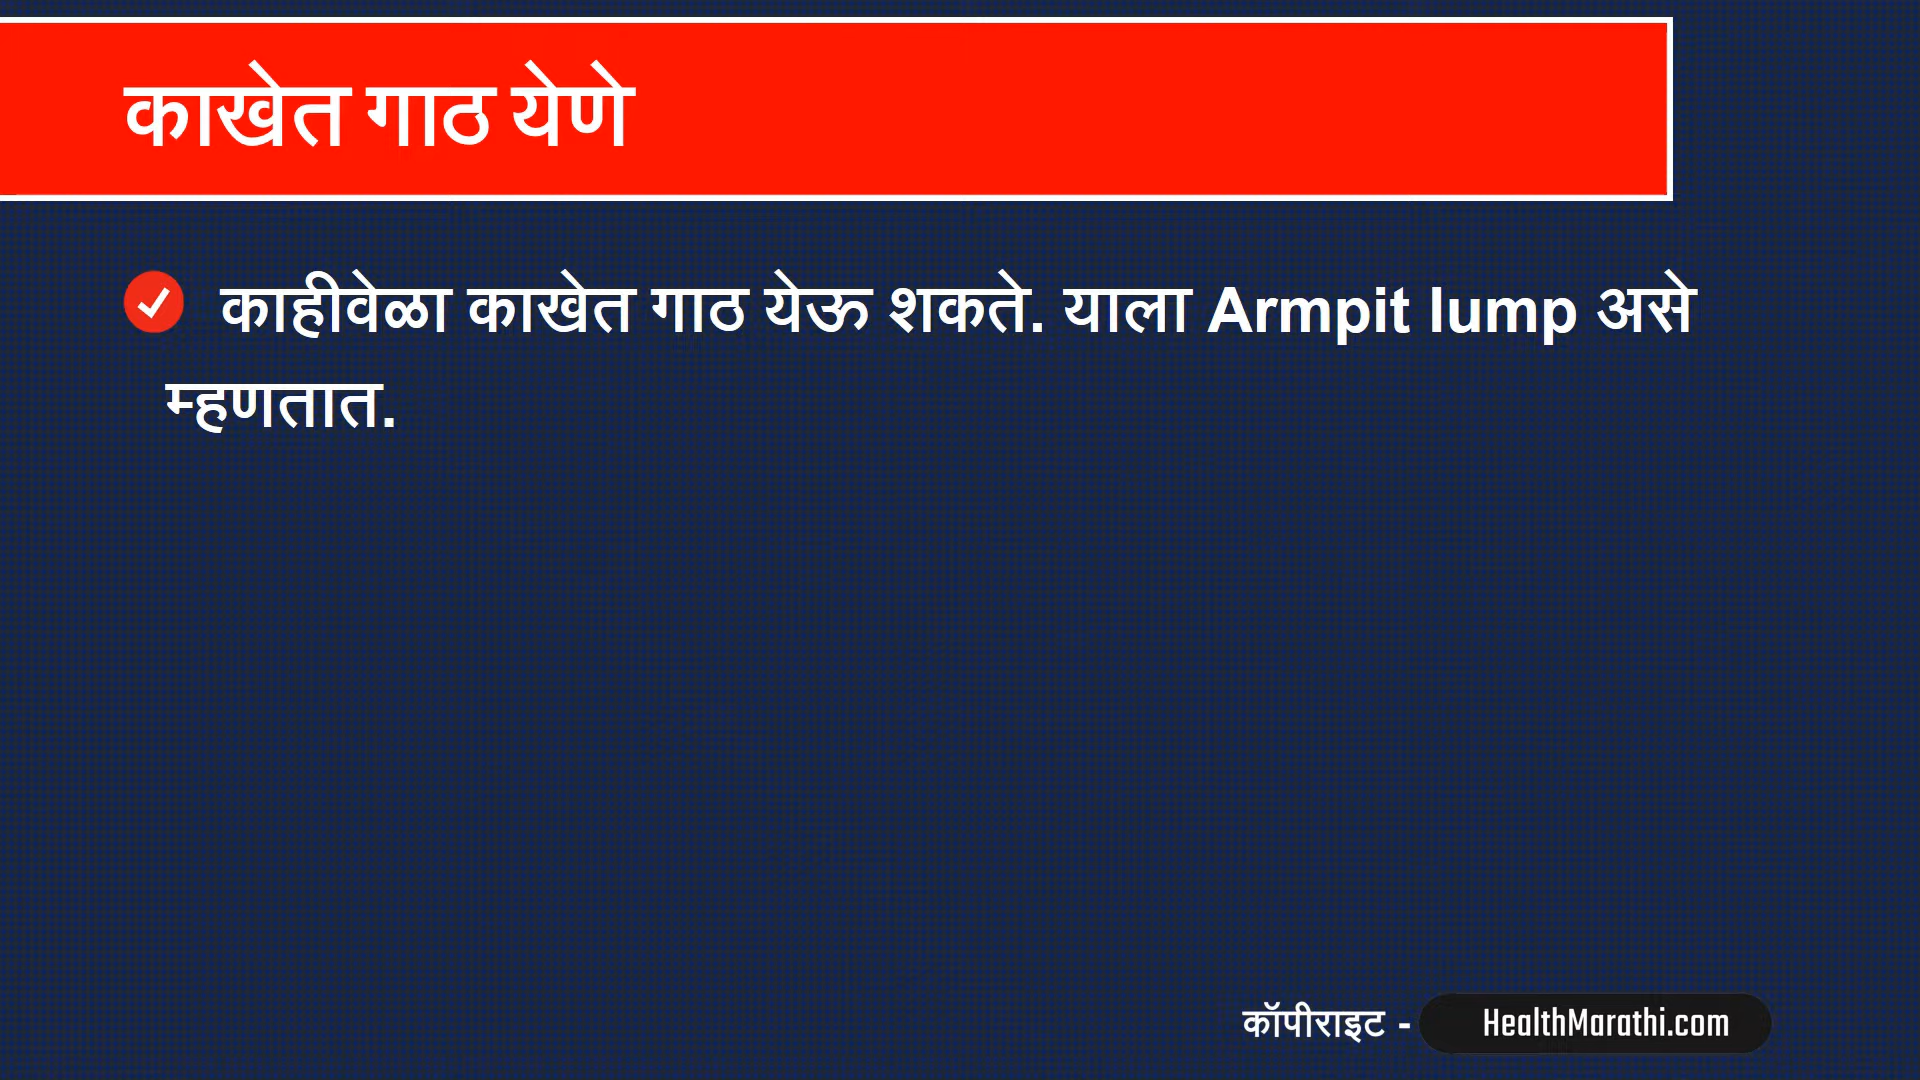 काखेत गाठ येणे
काहीवेळा काखेत गाठ येऊ शकते. याला Armpit lump असे
म्हणतात.
कॉपीराइट - HealthMarathi.com